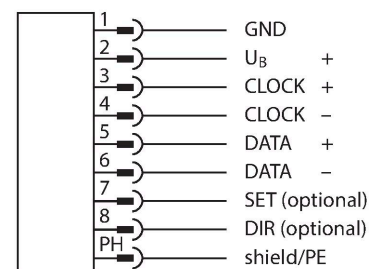 1 GND
2 UB +
3 CLOCK +
4 CLOCK –
5 DATA +
6 DATA –
7 SET (optional)
8 DIR (optional)
PH shield/PE